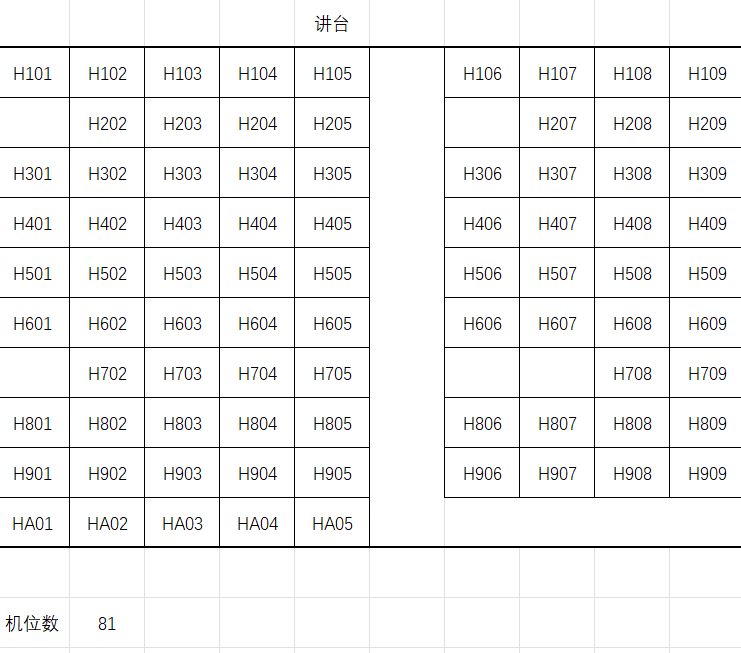 讲台
H101 H102 H103 H104 H105 H106 H107 H108 H109
H202 H203 H204 H205 H207 H208 H209
H301 H302 H303 H304 H305 H306 H307 H308 H309
H401 H402 H403 H404 H405 H406 H407 H408 H409
H501 H502 H503 H504 H505 H506 H507 H508 H509
H601 H602 H603 H604 H605 H606 H607 H608 H609
H702 H703 H704 H705 H708 H709
H801 H802 H803 H804 H805 H806 H807 H808 H809
H901 H902 H903 H904 H905 H906 H907 H908 H909
HA01 HA02 HA03 HA04 HA05
机位数 81